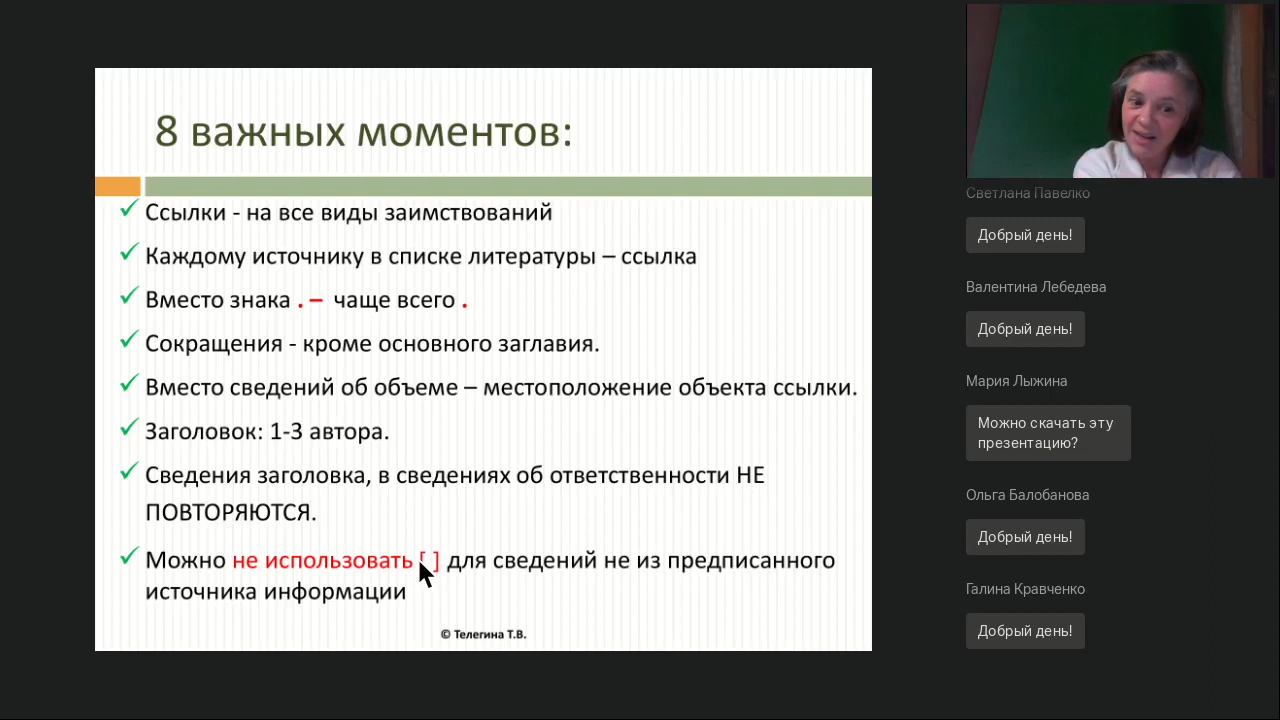 8 важных моментов:
Ссылки - на все виды заимствований
Каждому источнику в списке литературы – ссылка
Вместо знака . – чаще всего .
Сокращения - кроме основного заглавия.
Вместо сведений об объеме – местоположение объекта ссылки.
Заголовок: 1-3 автора.
Сведения заголовка, в сведениях об ответственности НЕ
ПОВТОРЯЮТСЯ.
Можно не использовать [ ] для сведений не из предписанного
источника информации
© Телегина Т.В.
Светлана Павелко
Добрый день!
Валентина Лебедева
Добрый день!
Мария Лыжина
Можно скачать эту
презентацию?
Ольга Балобанова
Добрый день!
Галина Кравченко
Добрый день!